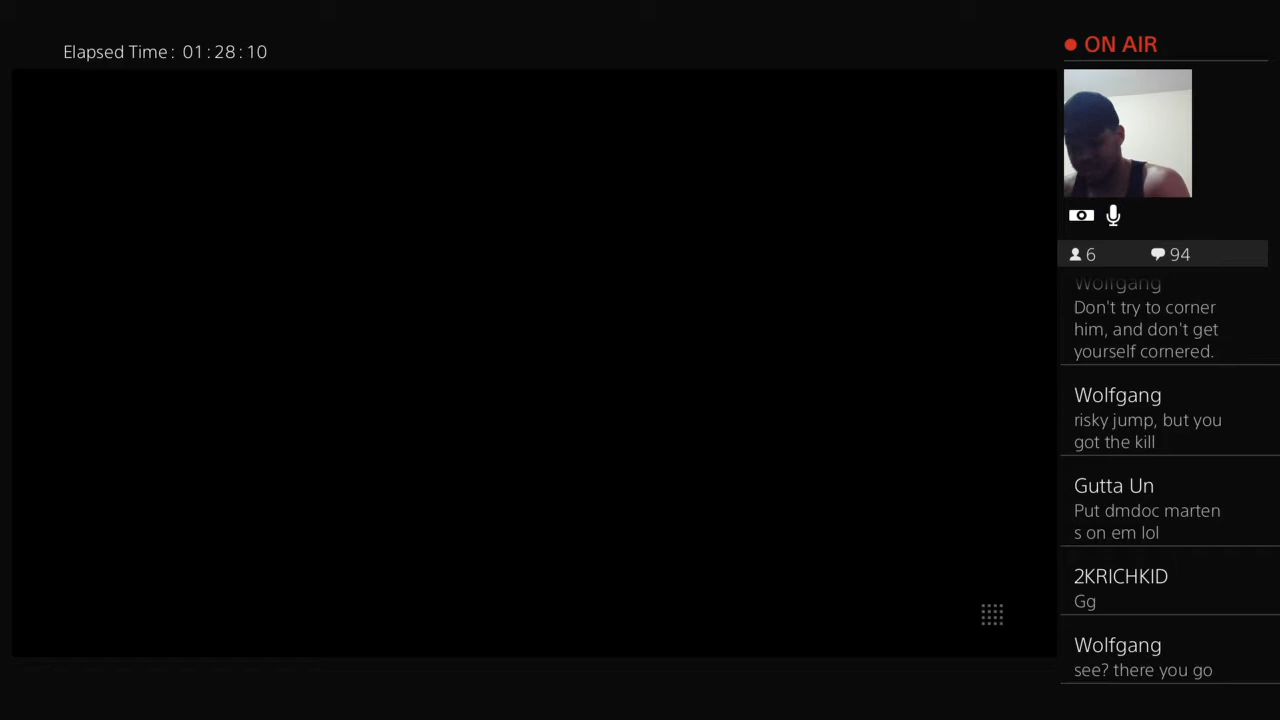 Elapsed Time: 01:28:10
ON AIR
6 94
Wolfgang
Don't try to corner
him, and don't get
yourself cornered.
Wolfgang
risky jump, but you
got the kill
Gutta Un
Put dmdoc marten
s on em lol
2KRICHKID
Gg
Wolfgang
see? there you go